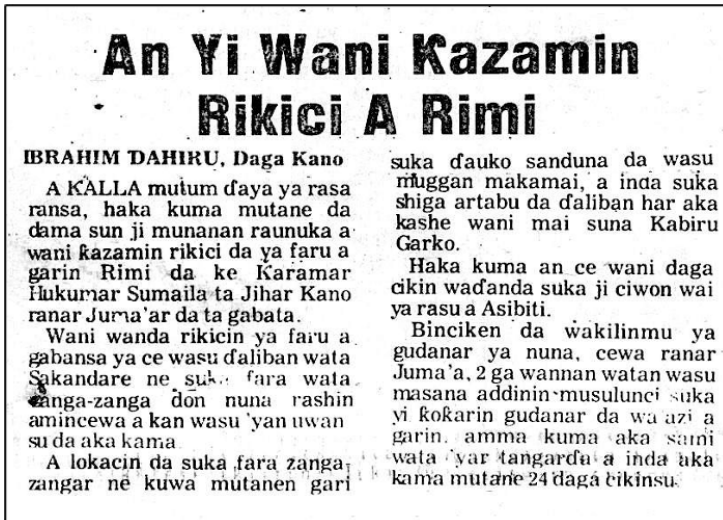 An Yi Wani Kazamin
Rikici A Rimi
IBRAHIM DAHIRU, Daga Kano
A ƘALLA mutum ɗaya ya rasa
ransa, haka kuma mutane da
dama sun ji munanan raunuka a
wani ƙazamin rikici da ya faru a
garin Rimi da ke Ƙaramar
Hukumar Sumaila ta Jihar Kano
ranar Juma'ar da ta gabata.
Wani wanda rikicin ya faru a
gabansa ya ce wasu ɗaliban wata
Sakandare ne suka fara wata
zanga-zanga don nuna rashin
amincewa a kan wasu 'yan uwan
su da aka kama
A lokacin da suka fara zanga-
zangar ne kuwa mutanen gari
suka ɗauko sanduna da wasu
muggan makamai, a inda suka
shiga artabu da ɗaliban har aka
kashe wani mai suna Kabiru
Garko.
Haka kuma an ce wani daga
cikin waɗanda suka ji ciwon wai
ya rasu a Asibiti.
Binciken da wakilinmu ya
gudanar ya nuna, cewa ranar
Juma'a, 2 ga wannan watan wasu
masana addinin musulunci suka
yi ƙoƙarin gudanar da wa'azi a
garin, amma kuma aka sami
wata 'yar tangarɗa a inda aka
kama mutane 24 daga cikinsu.